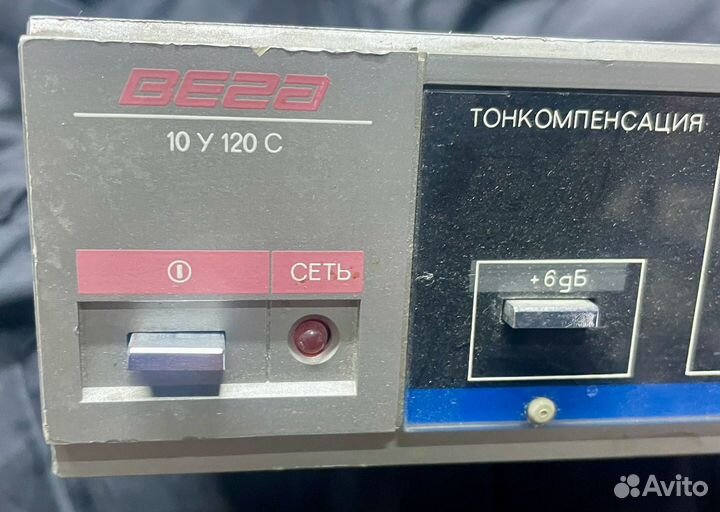 ВЕГА
10 У 120 С
ТОНКОМПЕНСАЦИЯ
СЕТЬ
+6дБ
Avito